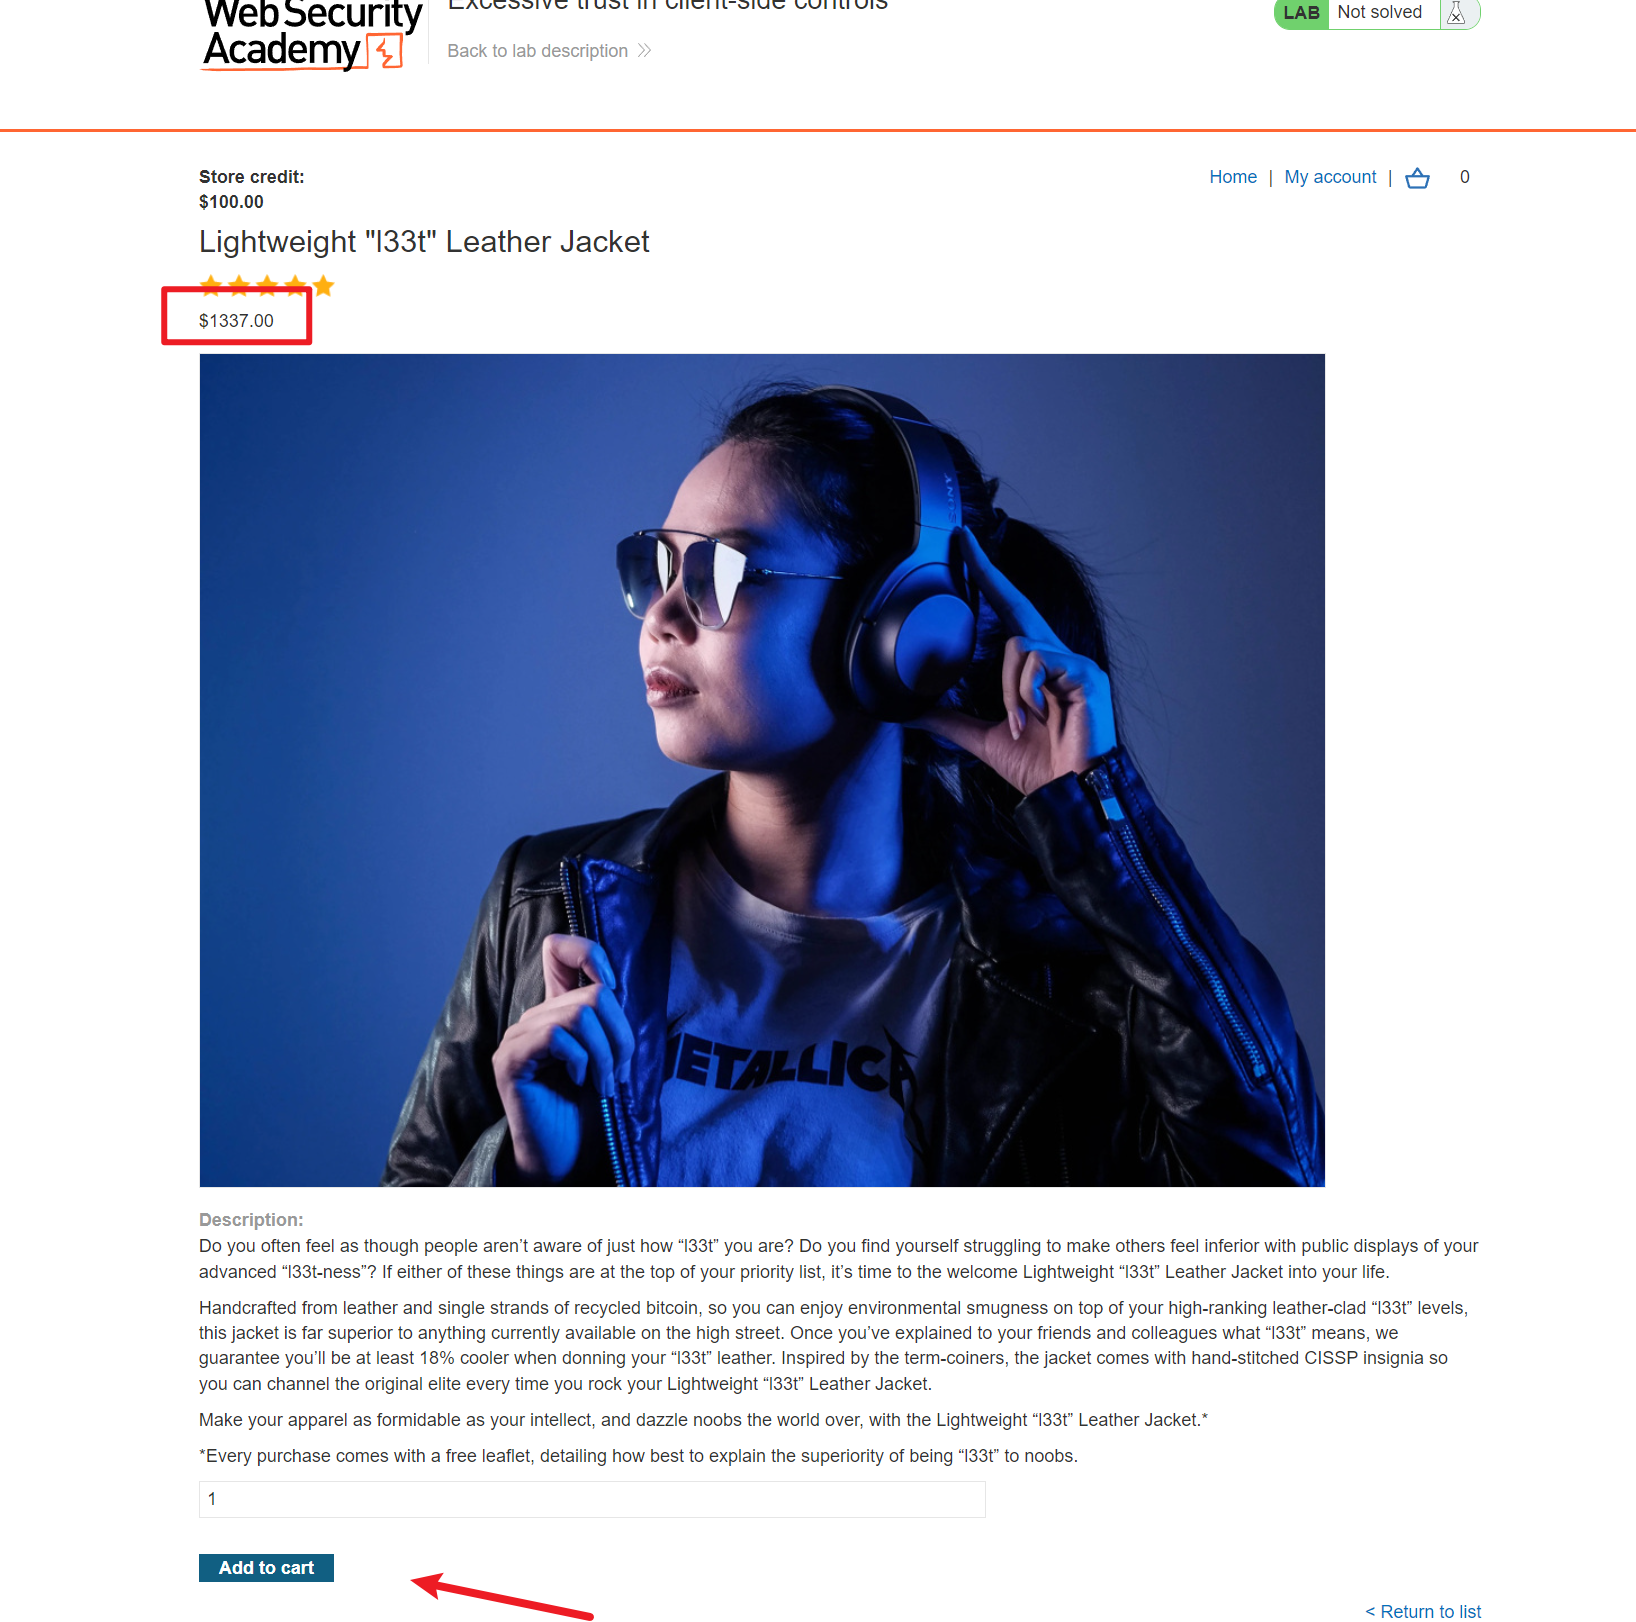 Web Security
Academy
Excessive trust in client-side controls
Back to lab description
LAB Not solved
Store credit:
$100.00
Home | My account | 0
Lightweight "l33t" Leather Jacket
$1337.00
SONY
METALLICA
Description:
Do you often feel as though people aren’t aware of just how “l33t” you are? Do you find yourself struggling to make others feel inferior with public displays of your
advanced “l33t-ness”? If either of these things are at the top of your priority list, it’s time to the welcome Lightweight “l33t” Leather Jacket into your life.
Handcrafted from leather and single strands of recycled bitcoin, so you can enjoy environmental smugness on top of your high-ranking leather-clad “l33t” levels,
this jacket is far superior to anything currently available on the high street. Once you’ve explained to your friends and colleagues what “l33t” means, we
guarantee you’ll be at least 18% cooler when donning your “l33t” leather. Inspired by the term-coiners, the jacket comes with hand-stitched CISSP insignia so
you can channel the original elite every time you rock your Lightweight “l33t” Leather Jacket.
Make your apparel as formidable as your intellect, and dazzle noobs the world over, with the Lightweight “l33t” Leather Jacket.*
*Every purchase comes with a free leaflet, detailing how best to explain the superiority of being “l33t” to noobs.
1
Add to cart
< Return to list